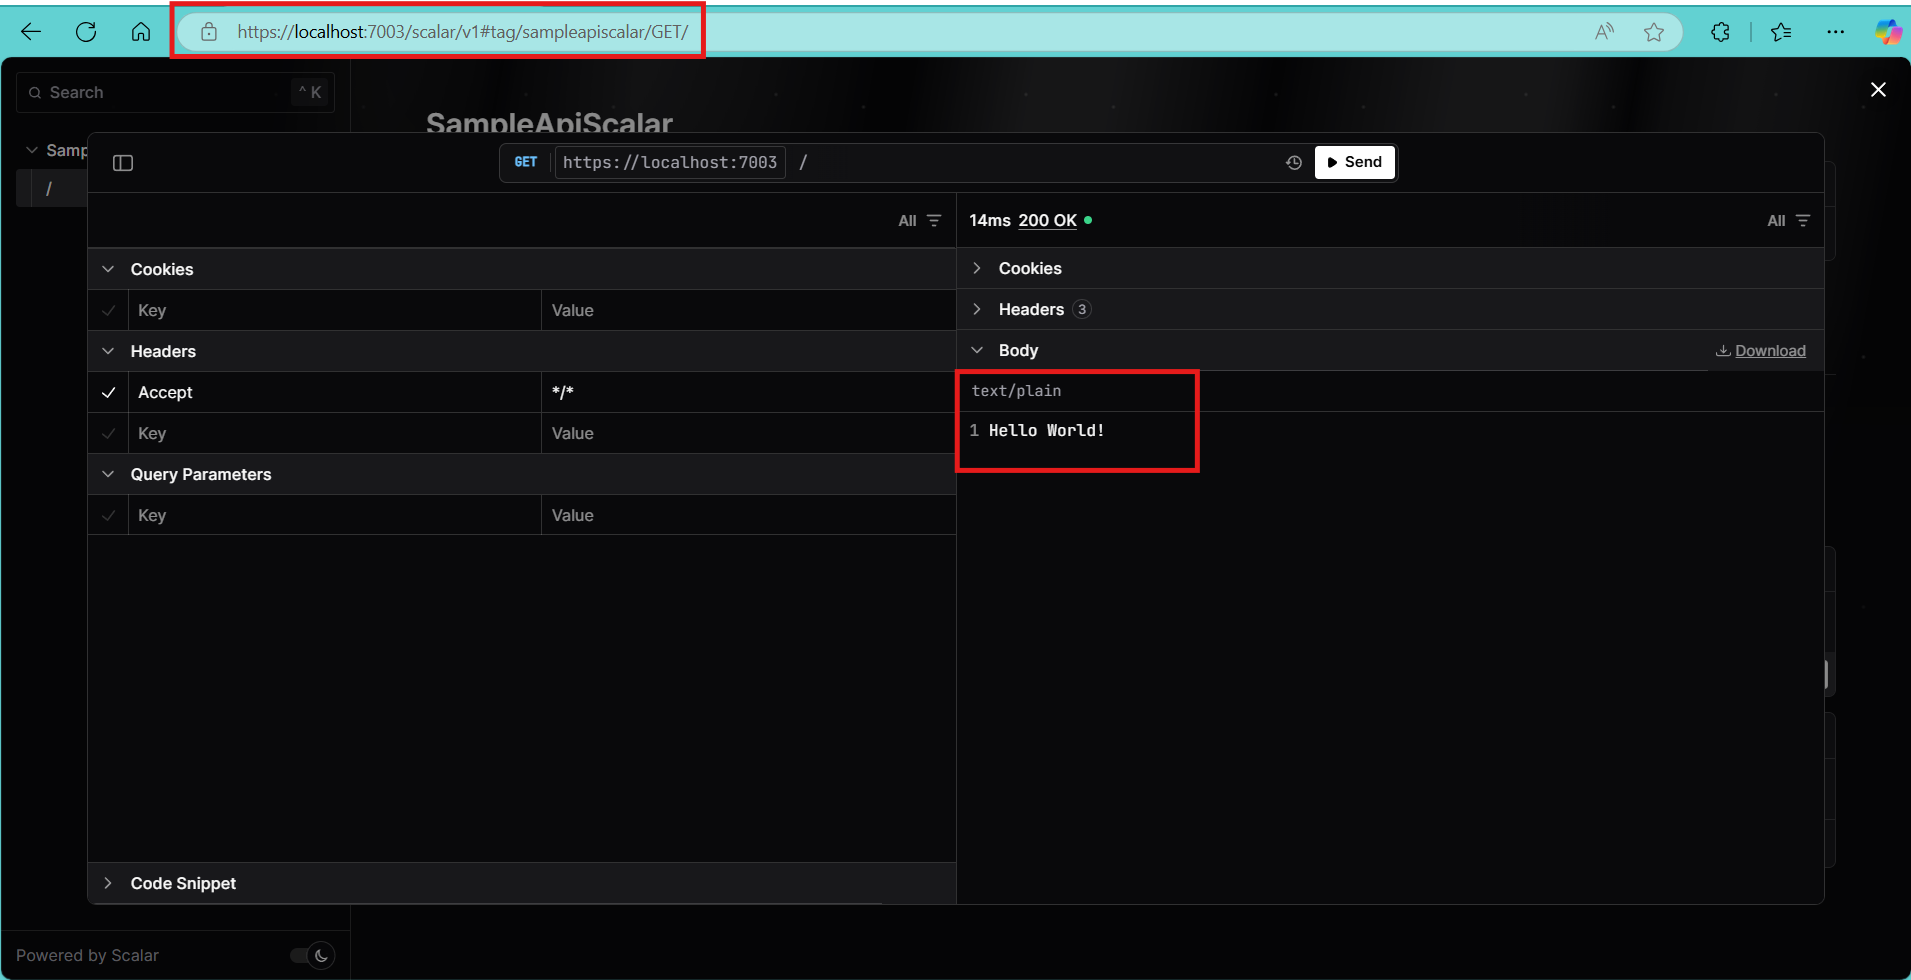 https://localhost:7003/scalar/v1#tag/sampleapiscalar/GET/
Search
^ K
SampleApiScalar
Samp
/
GET https://localhost:7003 /
Send
All
14ms 200 OK
All
Cookies
Key Value
Headers
Accept */*
Key Value
Query Parameters
Key Value
Code Snippet
Cookies
Headers 3
Body
Download
text/plain
1 Hello World!
Powered by Scalar